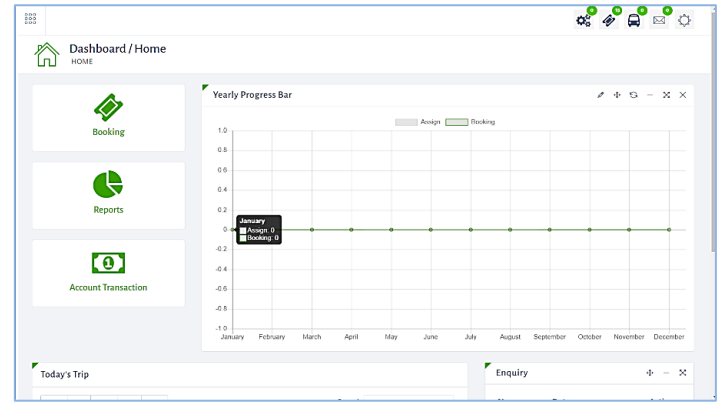 Dashboard / Home
HOME
Booking
Reports
1
Account Transaction
Yearly Progress Bar
Assign Booking
1.0
0.8
0.6
0.4
0.2
0
-0.2
-0.4
-0.6
-0.8
-1.0
January
Assign: 0
Booking: 0
January February March April May June July August September October November December
Today's Trip
Enquiry